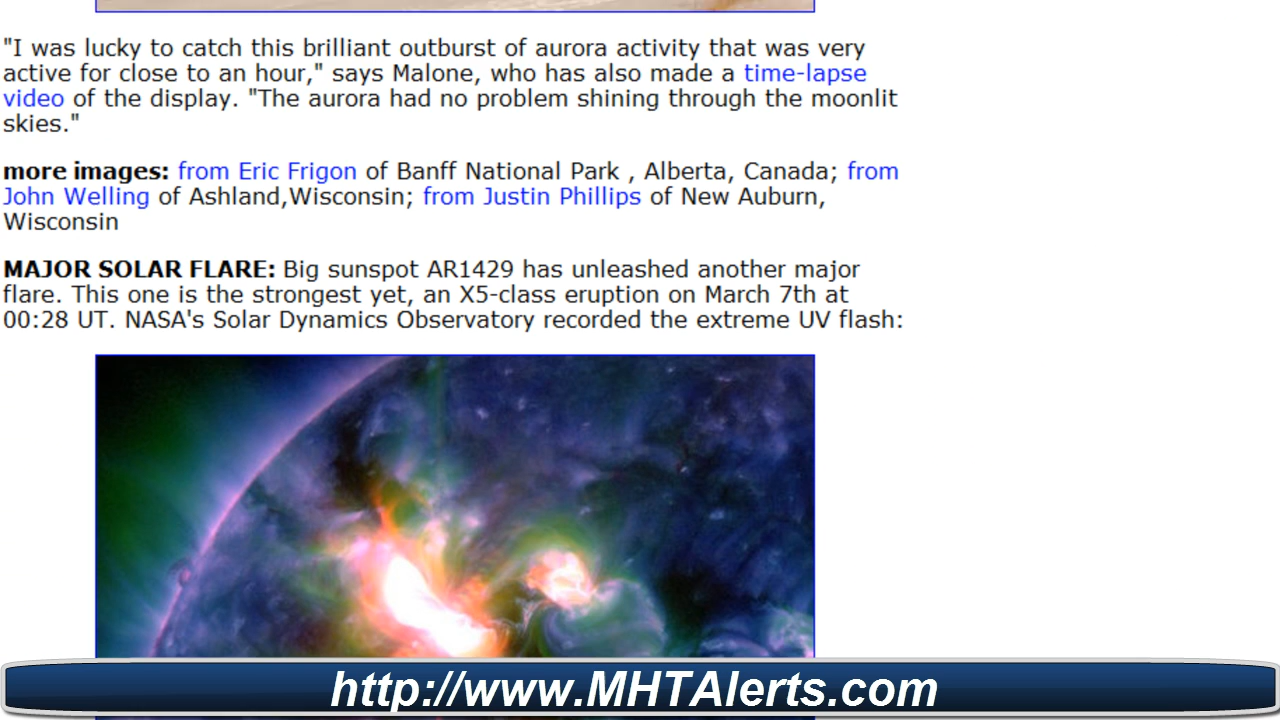 "I was lucky to catch this brilliant outburst of aurora activity that was very
active for close to an hour," says Malone, who has also made a time-lapse
video of the display. "The aurora had no problem shining through the moonlit
skies."
more images: from Eric Frigon of Banff National Park , Alberta, Canada; from
John Welling of Ashland,Wisconsin; from Justin Phillips of New Auburn,
Wisconsin
MAJOR SOLAR FLARE: Big sunspot AR1429 has unleashed another major
flare. This one is the strongest yet, an X5-class eruption on March 7th at
00:28 UT. NASA's Solar Dynamics Observatory recorded the extreme UV flash:
http://www.MHTAlerts.com